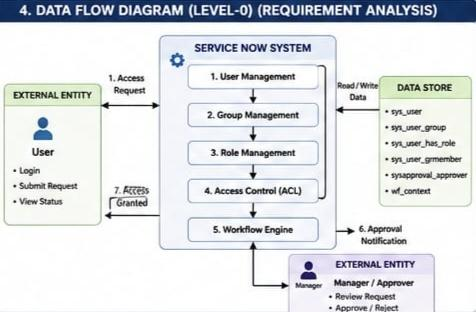 4. DATA FLOW DIAGRAM (LEVEL-0) (REQUIREMENT ANALYSIS)
SERVICE NOW SYSTEM
1. User Management
2. Group Management
3. Role Management
4. Access Control (ACL)
5. Workflow Engine
1. Access
Request
EXTERNAL ENTITY
User
• Login
• Submit Request
• View Status
7. Access
Granted
Read/Write
Data
DATA STORE
• sys_user
• sys_user_group
• sys_user_has_role
• sys_user_grmember
• sysapproval_approver
• wf_context
6. Approval
Notification
EXTERNAL ENTITY
Manager / Approver
Manager
• Review Request
• Approve / Reject